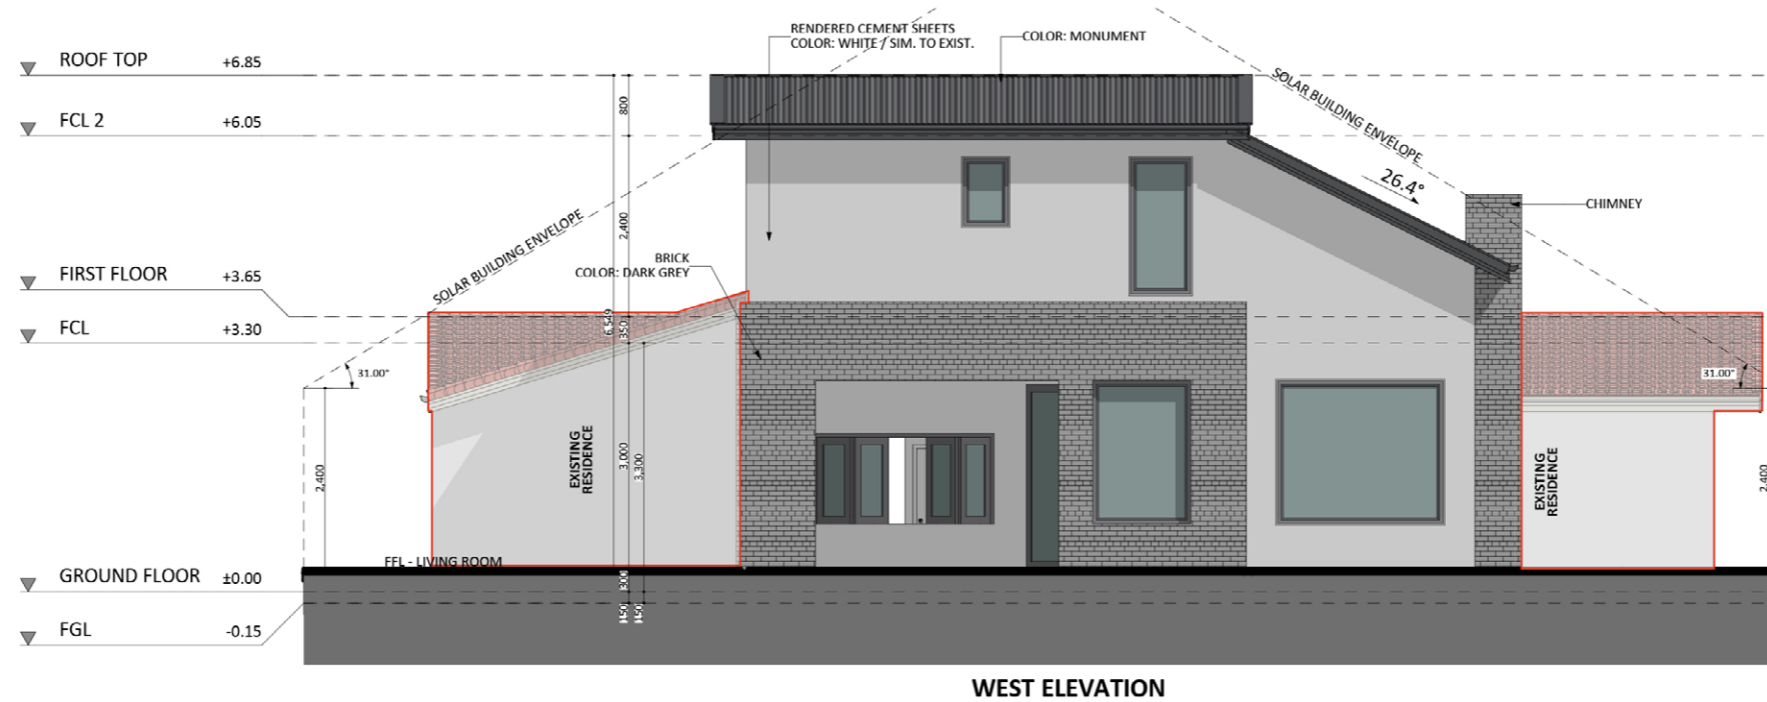 RENDERED CEMENT SHEETS
COLOR: WHITE / SIM. TO EXIST.
COLOR: MONUMENT
ROOF TOP +6.85
FCL 2 +6.05
SOLAR BUILDING ENVELOPE
SOLAR BUILDING ENVELOPE
26.4°
CHIMNEY
BRICK
COLOR: DARK GREY
FIRST FLOOR +3.65
FCL +3.30
800
2,400
6,549
350
3,000
3,300
300
150
150
31.00°
31.00°
2,400
2,400
EXISTING
RESIDENCE
EXISTING
RESIDENCE
FFL - LIVING ROOM
GROUND FLOOR ±0.00
FGL -0.15
WEST ELEVATION